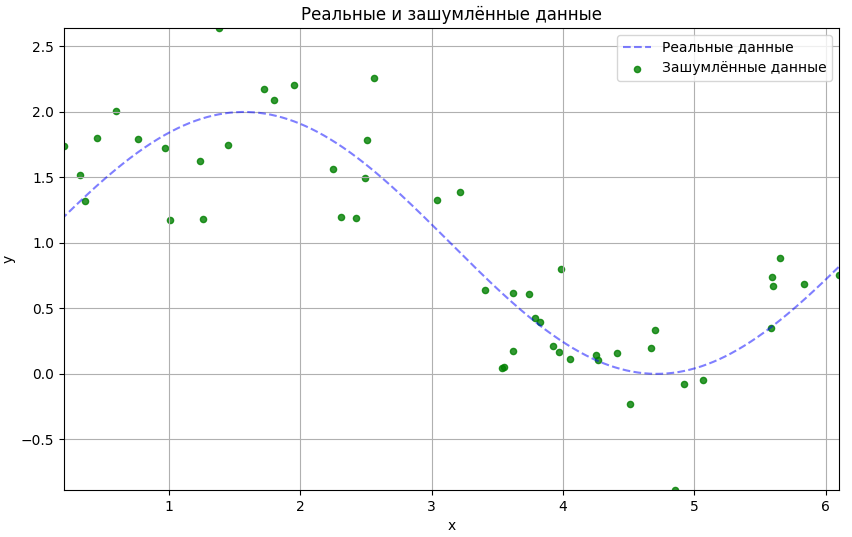 Реальные и зашумлённые данные
Реальные данные
Зашумлённые данные
2.5
2.0
1.5
1.0
0.5
0.0
−0.5
y
1 2 3 4 5 6
x